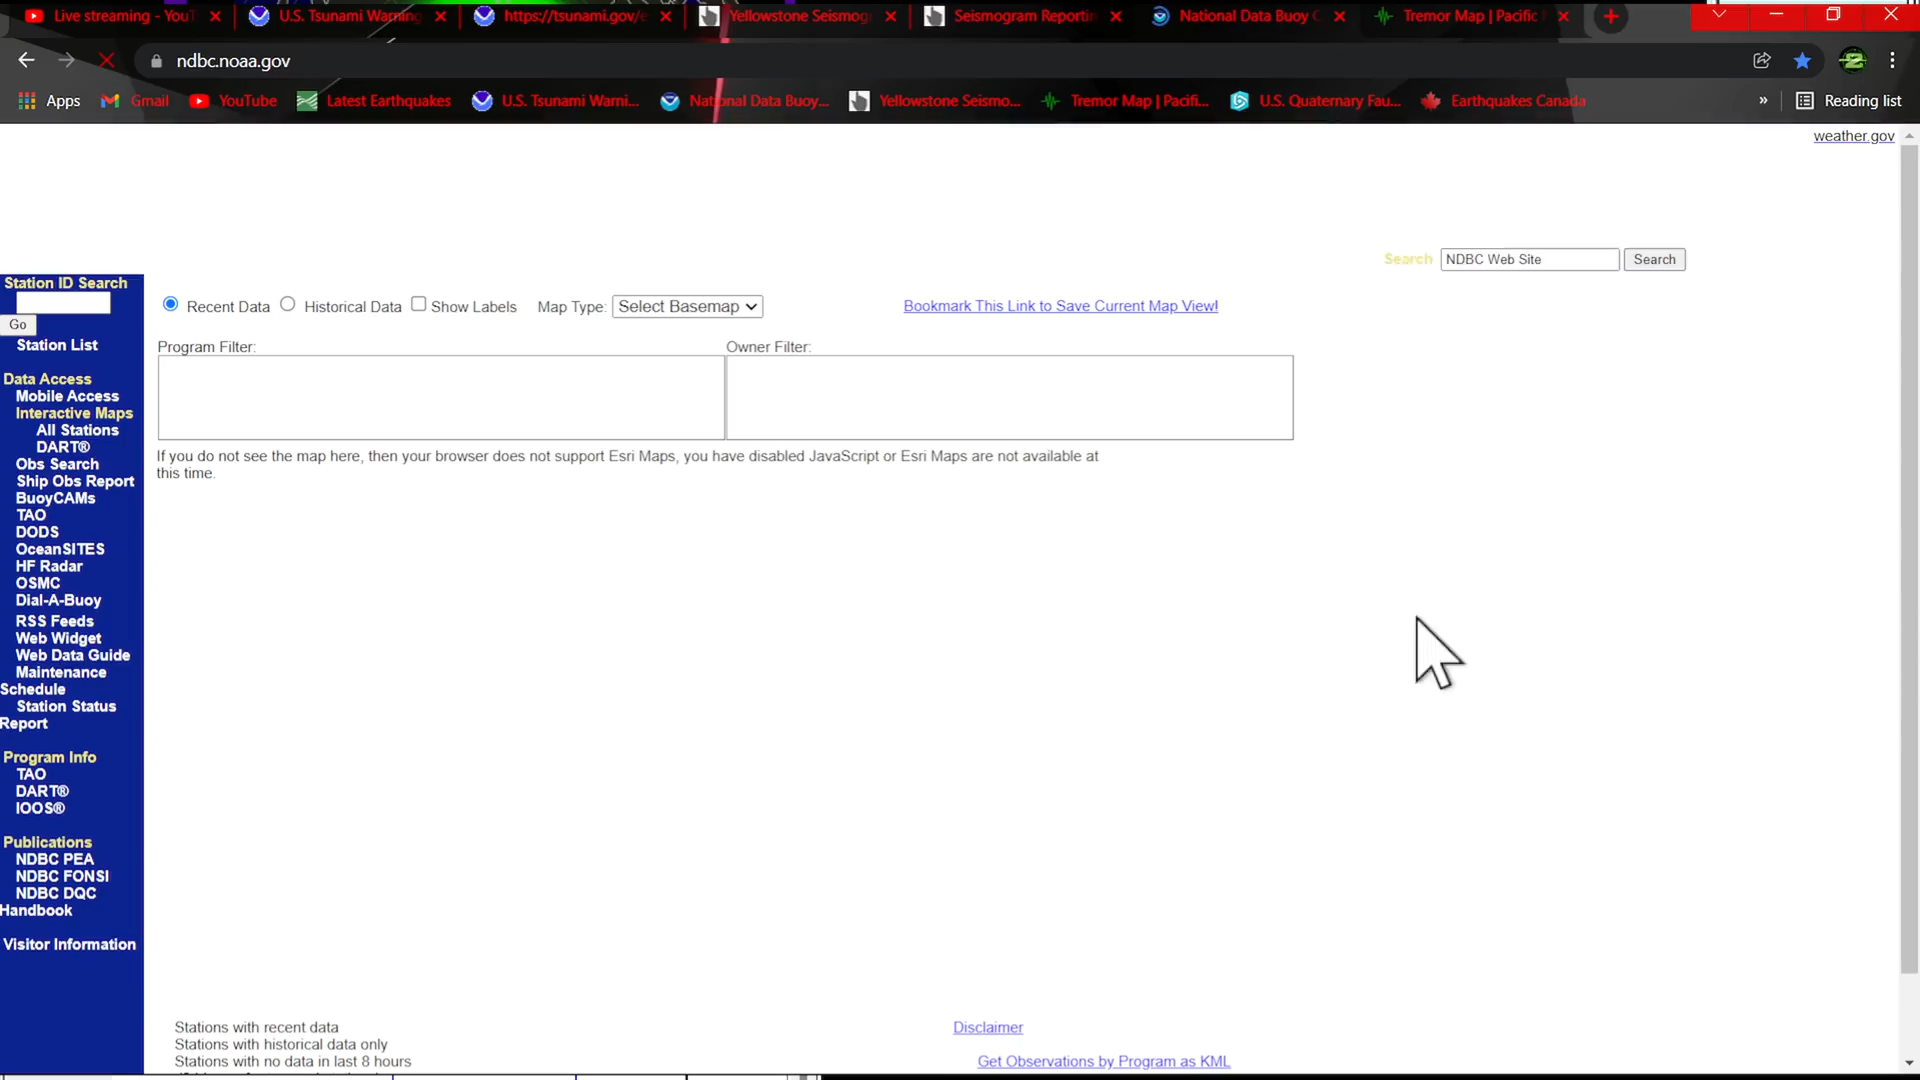 Live streaming - YouT
U.S. Tsunami Warning
https://tsunami.gov/e
Yellowstone Seismog
Seismogram Reportin
National Data Buoy C
Tremor Map | Pacific
ndbc.noaa.gov
Apps
Gmail
YouTube
Latest Earthquakes
U.S. Tsunami Warni...
National Data Buoy...
Yellowstone Seismo...
Tremor Map | Pacifi...
U.S. Quaternary Fau...
Earthquakes Canada
»
Reading list
weather.gov
Search NDBC Web Site Search
Station ID Search
Go
Station List
Data Access
Mobile Access
Interactive Maps
All Stations
DART®
Obs Search
Ship Obs Report
BuoyCAMs
TAO
DODS
OceanSITES
HF Radar
OSMC
Dial-A-Buoy
RSS Feeds
Web Widget
Web Data Guide
Maintenance
Schedule
Station Status
Report
Program Info
TAO
DART®
IOOS®
Publications
NDBC PEA
NDBC FONSI
NDBC DQC
Handbook
Visitor Information
Recent Data Historical Data Show Labels Map Type: Select Basemap Bookmark This Link to Save Current Map View!
Program Filter: Owner Filter:
If you do not see the map here, then your browser does not support Esri Maps, you have disabled JavaScript or Esri Maps are not available at
this time.
Stations with recent data
Stations with historical data only
Stations with no data in last 8 hours
Disclaimer
Get Observations by Program as KML